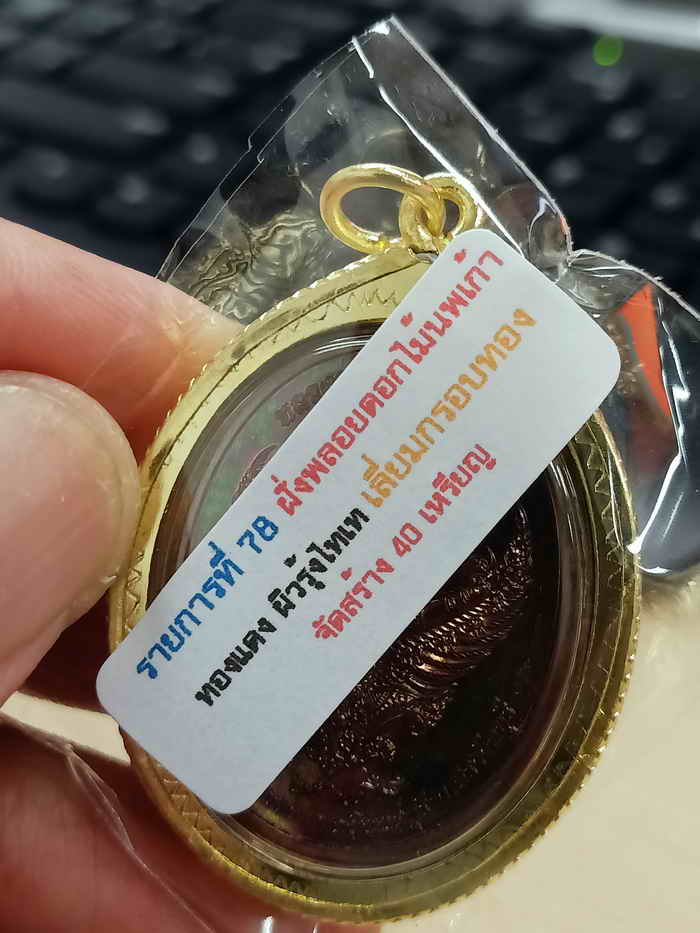 รายการที่ 78 ฝั่งพลอยดอกไม้นพเก้า
ทองแดง ผิวรุ้งไทเท เลี่ยมกรอบทอง
จัดสร้าง 40 เหรียญ